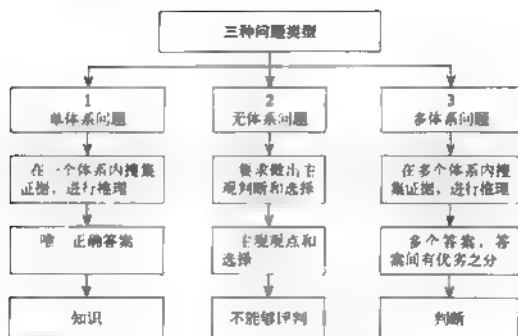 三种问题类型
1
单体系问题
2
无体系问题
3
多体系问题
在一个体系内搜集
证据，进行推理
要求做出主
观判断和选择
在多个体系内搜
集证据，进行推理
唯 正确答案
主观观点和
选择
多个答案，答
案间有优劣之分
知识
不能够评判
判断